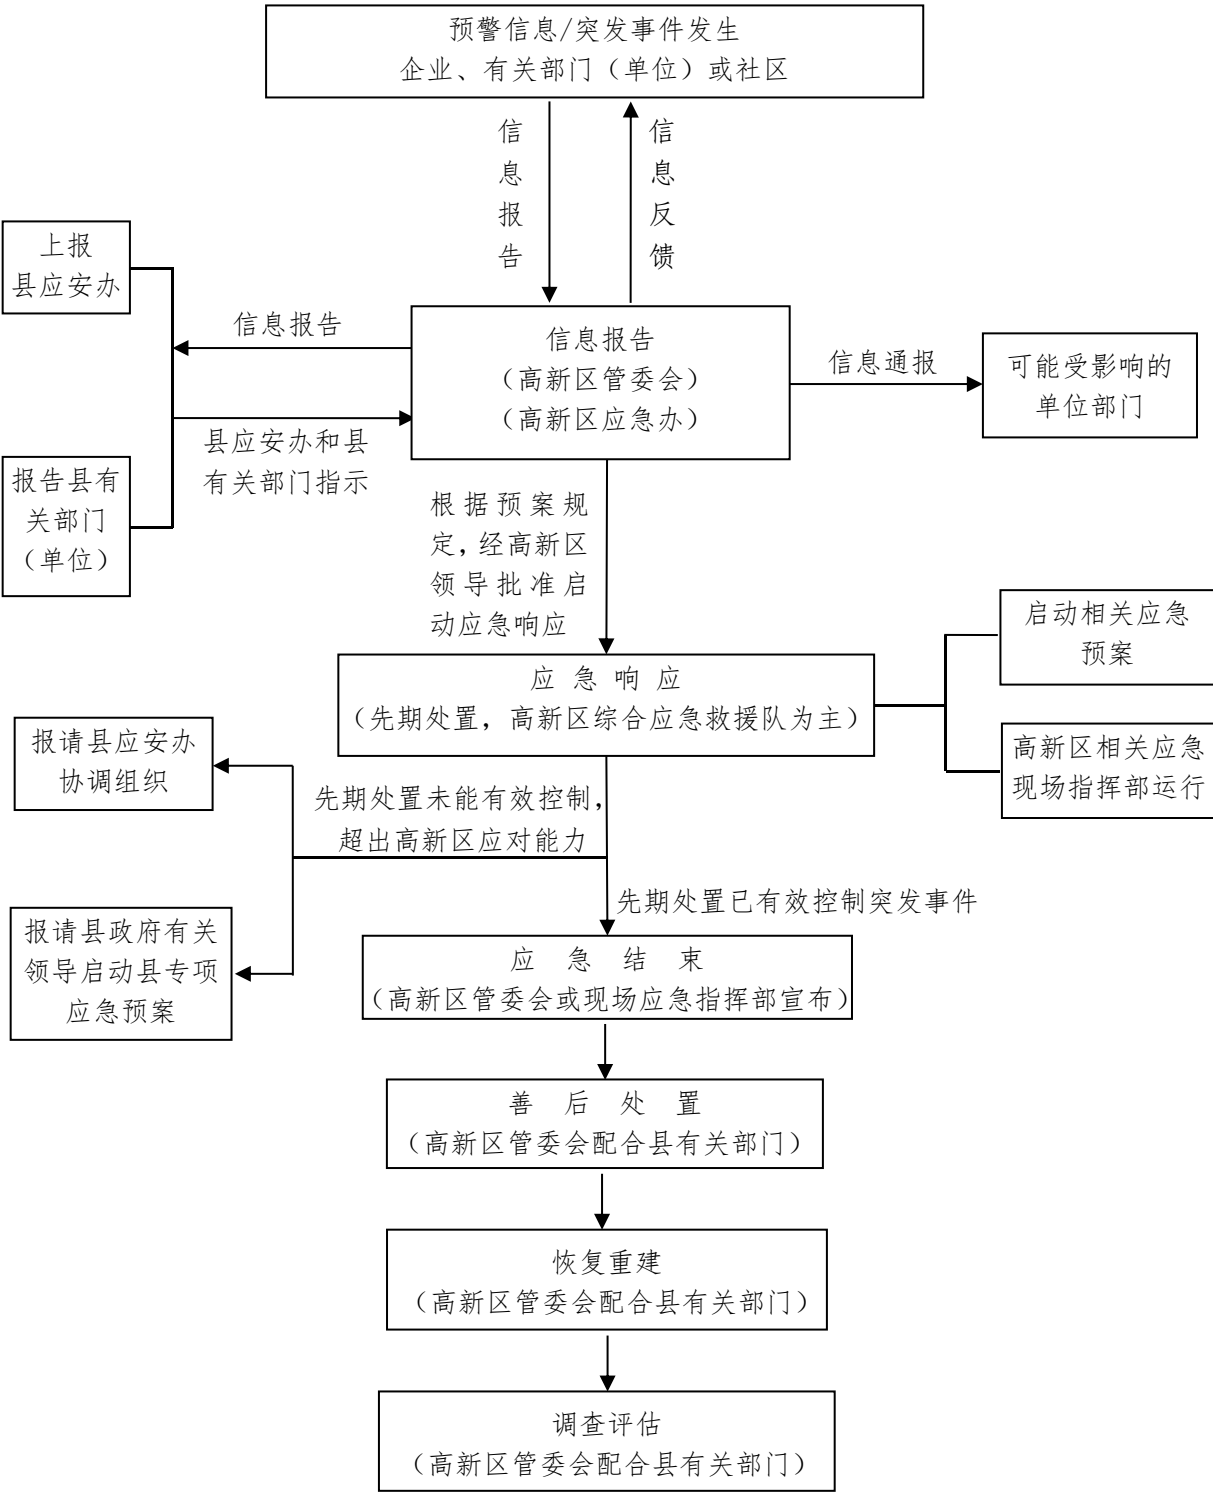 预警信息/突发事件发生
企业、有关部门（单位）或社区
信息报告
信息反馈
上报
县应安办
信息报告
信息报告
（高新区管委会）
（高新区应急办）
信息通报
可能受影响的
单位部门
县应安办和县
有关部门指示
报告县有
关部门
（单位）
根据预案规
定，经高新区
领导批准启
动应急响应
启动相关应急
预案
应 急 响 应
（先期处置，高新区综合应急救援队为主）
高新区相关应急
现场指挥部运行
报请县应安办
协调组织
先期处置未能有效控制，
超出高新区应对能力
先期处置已有效控制突发事件
报请县政府有关
领导启动县专项
应急预案
应 急 结 束
（高新区管委会或现场应急指挥部宣布）
善 后 处 置
（高新区管委会配合县有关部门）
恢复重建
（高新区管委会配合县有关部门）
调查评估
（高新区管委会配合县有关部门）